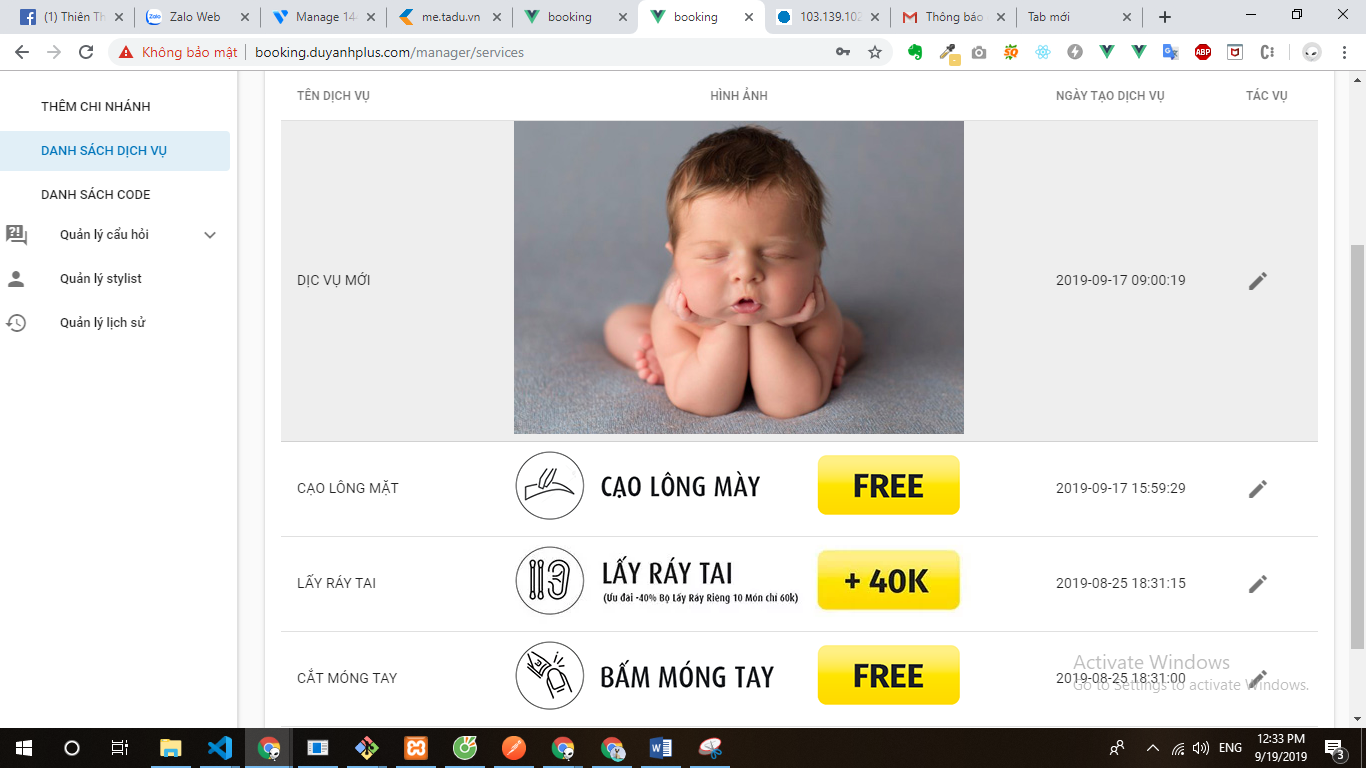 (1) Thiên Th
Zalo Web
Manage 14
me.tadu.vn
booking
booking
103.139.102
Thông báo
Tab mới
Không bảo mật
booking.duyanhplus.com/manager/services
THÊM CHI NHÁNH
DANH SÁCH DỊCH VỤ
DANH SÁCH CODE
Quản lý cẩu hỏi
Quản lý stylist
Quản lý lịch sử
TÊN DỊCH VỤ
HÌNH ẢNH
NGÀY TẠO DỊCH VỤ
TÁC VỤ
DỊC VỤ MỚI
2019-09-17 09:00:19
CẠO LÔNG MẶT
CẠO LÔNG MÀY
FREE
2019-09-17 15:59:29
LẤY RÁY TAI
LẤY RÁY TAI
(Ưu đãi -40% Bộ Lấy Ráy Riêng 10 Món chỉ 60k)
+ 40K
2019-08-25 18:31:15
CẮT MÓNG TAY
BẤM MÓNG TAY
FREE
2019-08-25 18:31:00
Activate Windows
Go to Settings to activate Windows.
ENG
12:33 PM
9/19/2019
3